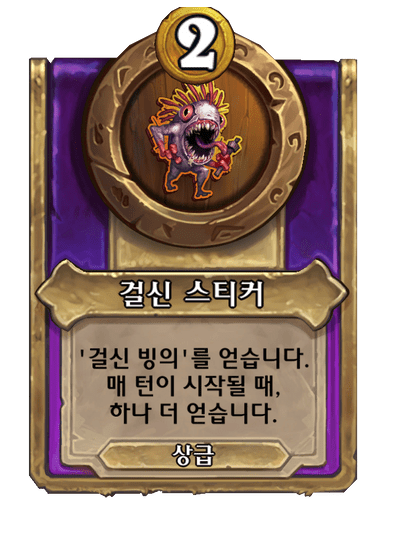 2
걸신 스티커
'걸신 빙의'를 얻습니다.
매 턴이 시작될 때,
하나 더 얻습니다.
상급